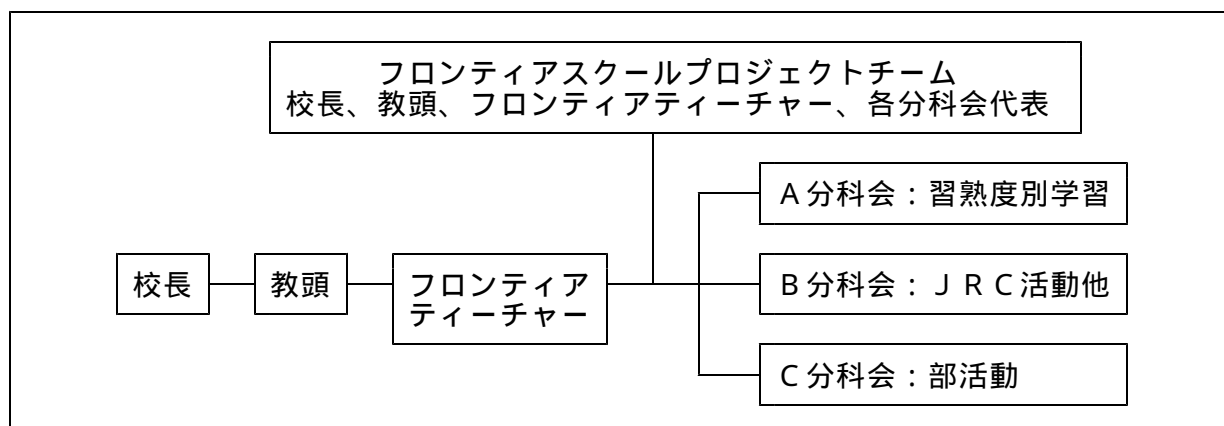 フロンティアスクールプロジェクトチーム
校長、教頭、フロンティアティーチャー、各分科会代表
A分科会：習熟度別学習
校長
教頭
フロンティア
ティーチャー
B分科会：ＪＲＣ活動他
C分科会：部活動